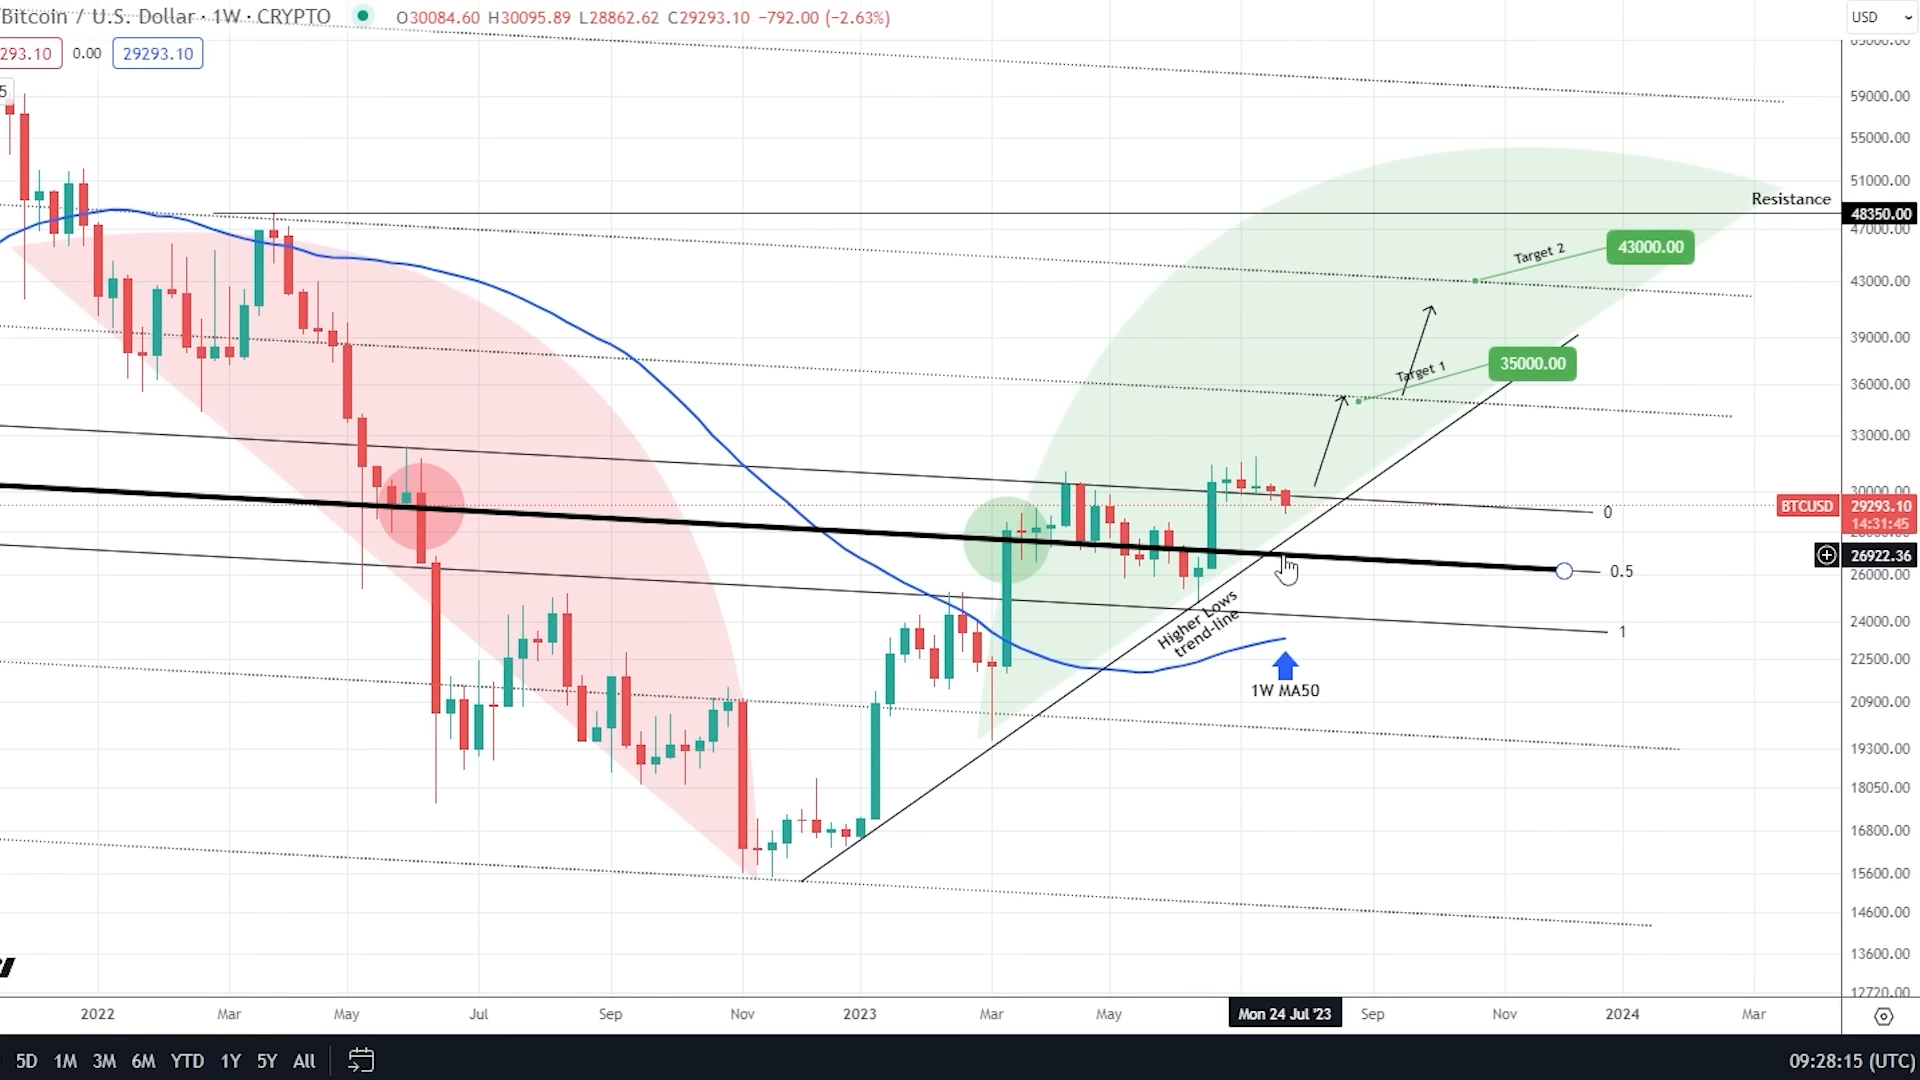 Bitcoin / U.S. Dollar · 1W · CRYPTO
O30084.60 H30095.89 L28862.62 C29293.10 −792.00 (−2.63%)
USD
293.10
0.00
29293.10
5
59000.00
55000.00
51000.00
Resistance
48350.00
47000.00
Target 2
43000.00
43000.00
39000.00
Target 1
35000.00
36000.00
33000.00
30000.00
BTCUSD
29293.10
14:31:45
0
26922.36
0.5
26000.00
Higher Lows
trend-line
24000.00
1
22500.00
1W MA50
20900.00
19300.00
18050.00
16800.00
15600.00
14600.00
13600.00
12770.00
2022
Mar
May
Jul
Sep
Nov
2023
Mar
May
Mon 24 Jul '23
Sep
Nov
2024
Mar
5D 1M 3M 6M YTD 1Y 5Y All
09:28:15 (UTC)